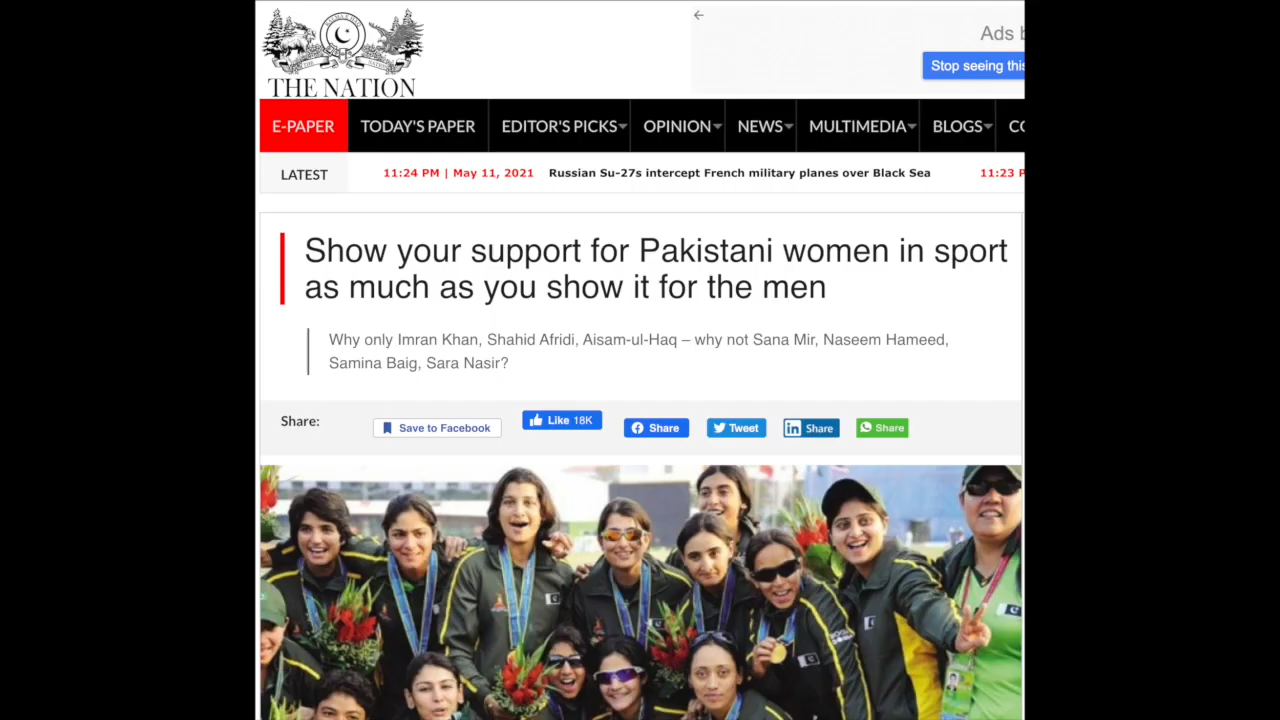 THE NATION
Ads b
Stop seeing this
E-PAPER TODAY'S PAPER EDITOR'S PICKS OPINION NEWS MULTIMEDIA BLOGS CO
LATEST 11:24 PM | May 11, 2021 Russian Su-27s intercept French military planes over Black Sea 11:23 P
Show your support for Pakistani women in sport
as much as you show it for the men
Why only Imran Khan, Shahid Afridi, Aisam-ul-Haq – why not Sana Mir, Naseem Hameed,
Samina Baig, Sara Nasir?
Share: Save to Facebook Like 18K Share Tweet Share Share